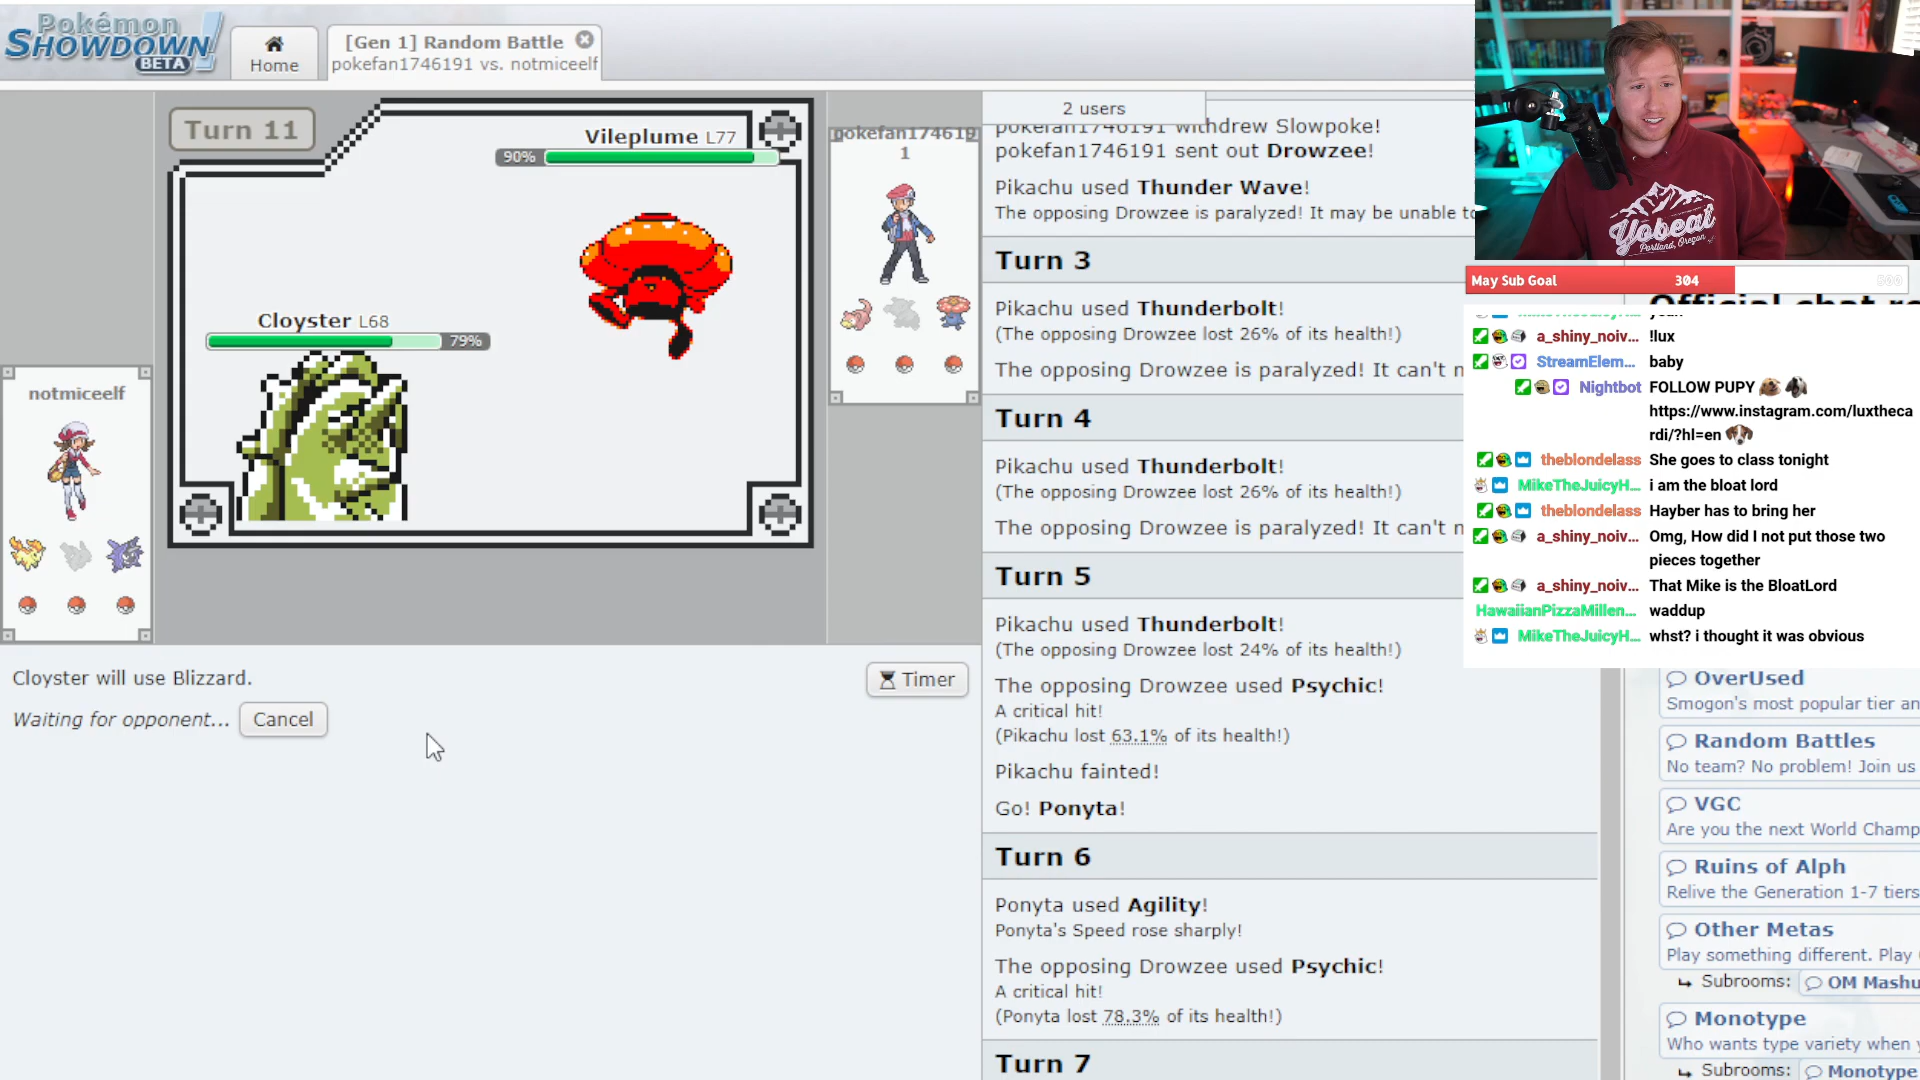 Pokémon
SHOWDOWN!
BETA
Home
[Gen 1] Random Battle
pokefan1746191 vs. notmiceelf
Turn 11
Vileplume L77
90%
Cloyster L68
79%
notmiceelf
pokefan174619
1
Cloyster will use Blizzard.
Waiting for opponent...
Cancel
Timer
2 users
pokefan1746191 withdrew Slowpoke!
pokefan1746191 sent out Drowzee!
Pikachu used Thunder Wave!
The opposing Drowzee is paralyzed! It may be unable to
Turn 3
Pikachu used Thunderbolt!
(The opposing Drowzee lost 26% of its health!)
The opposing Drowzee is paralyzed! It can't
Turn 4
Pikachu used Thunderbolt!
(The opposing Drowzee lost 26% of its health!)
The opposing Drowzee is paralyzed! It can't
Turn 5
Pikachu used Thunderbolt!
(The opposing Drowzee lost 24% of its health!)
The opposing Drowzee used Psychic!
A critical hit!
(Pikachu lost 63.1% of its health!)
Pikachu fainted!
Go! Ponyta!
Turn 6
Ponyta used Agility!
Ponyta's Speed rose sharply!
The opposing Drowzee used Psychic!
A critical hit!
(Ponyta lost 78.3% of its health!)
Turn 7
Yobeat
Portland, Oregon
May Sub Goal 304
Official chat
a_shiny_noiv... !lux
StreamElem... baby
Nightbot FOLLOW PUPY
https://www.instagram.com/luxtheca
rdi/?hl=en
theblondelass She goes to class tonight
MikeTheJuicyH... i am the bloat lord
theblondelass Hayber has to bring her
a_shiny_noiv... Omg, How did I not put those two
pieces together
a_shiny_noiv... That Mike is the BloatLord
HawaiianPizzaMillen... waddup
MikeTheJuicyH... whst? i thought it was obvious
OverUsed
Smogon's most popular tier
Random Battles
No team? No problem! Join us
VGC
Are you the next World Champ
Ruins of Alph
Relive the Generation 1-7 tiers
Other Metas
Play something different. Play
Subrooms: OM Mashu
Monotype
Who wants type variety when
Subrooms: Monotype